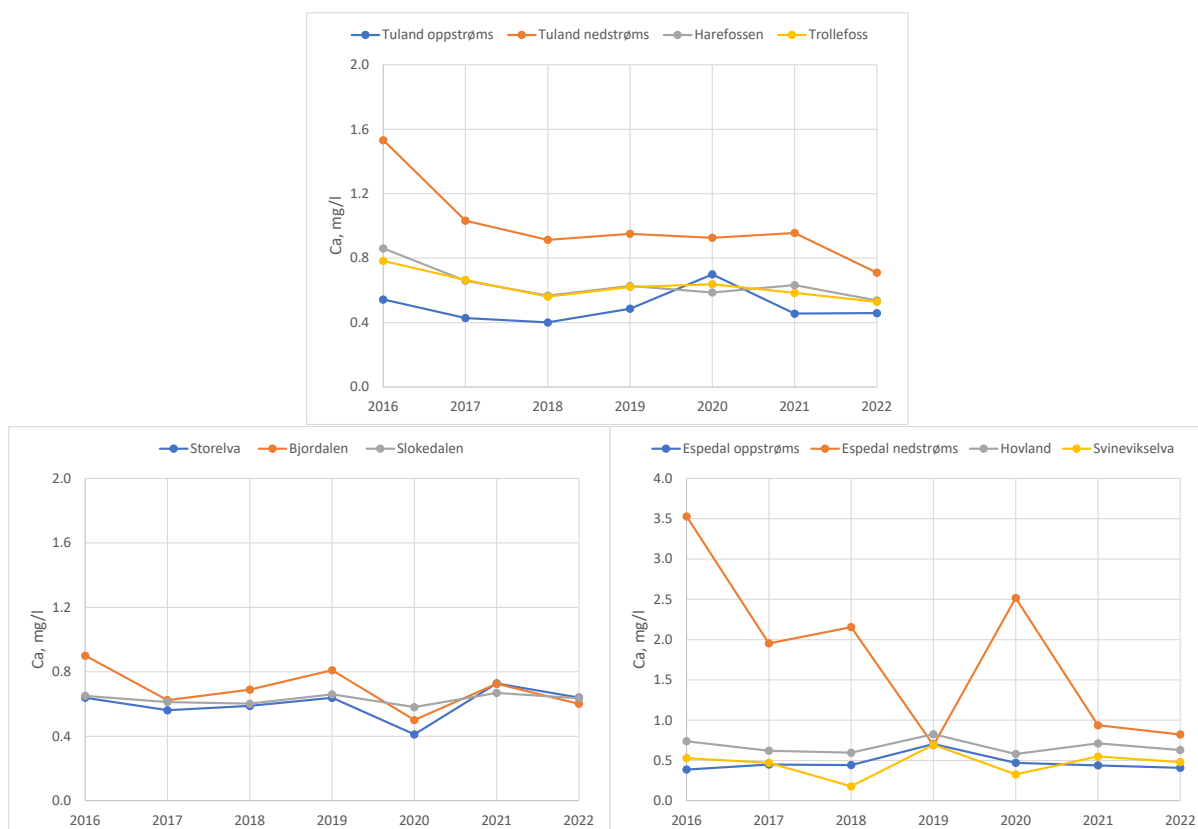 Tuland oppstrøms Tuland nedstrøms Harefossen Trollefoss
2.0
1.6
1.2
0.8
0.4
0.0
Ca, mg/l
2016 2017 2018 2019 2020 2021 2022
Storelva Bjordalen Slokedalen
2.0
1.6
1.2
0.8
0.4
0.0
Ca, mg/l
2016 2017 2018 2019 2020 2021 2022
Espedal oppstrøms Espedal nedstrøms Hovland Svinevikselva
4.0
3.5
3.0
2.5
2.0
1.5
1.0
0.5
0.0
Ca, mg/l
2016 2017 2018 2019 2020 2021 2022